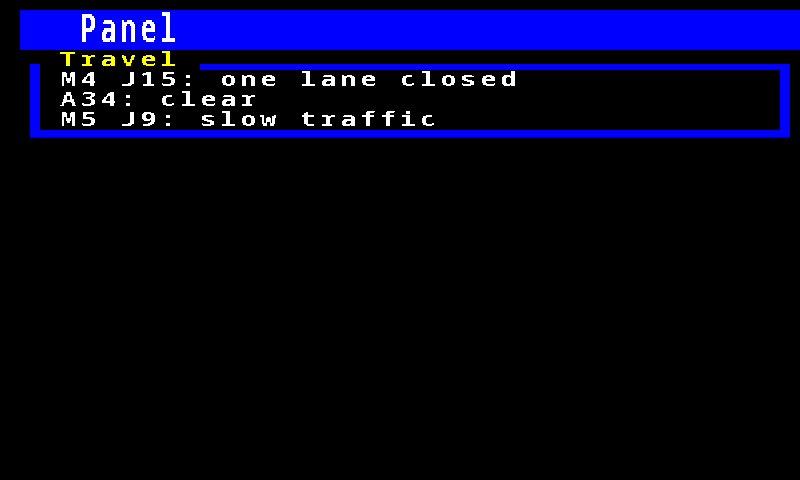 Panel
Travel
M4 J15: one lane closed
A34: clear
M5 J9: slow traffic